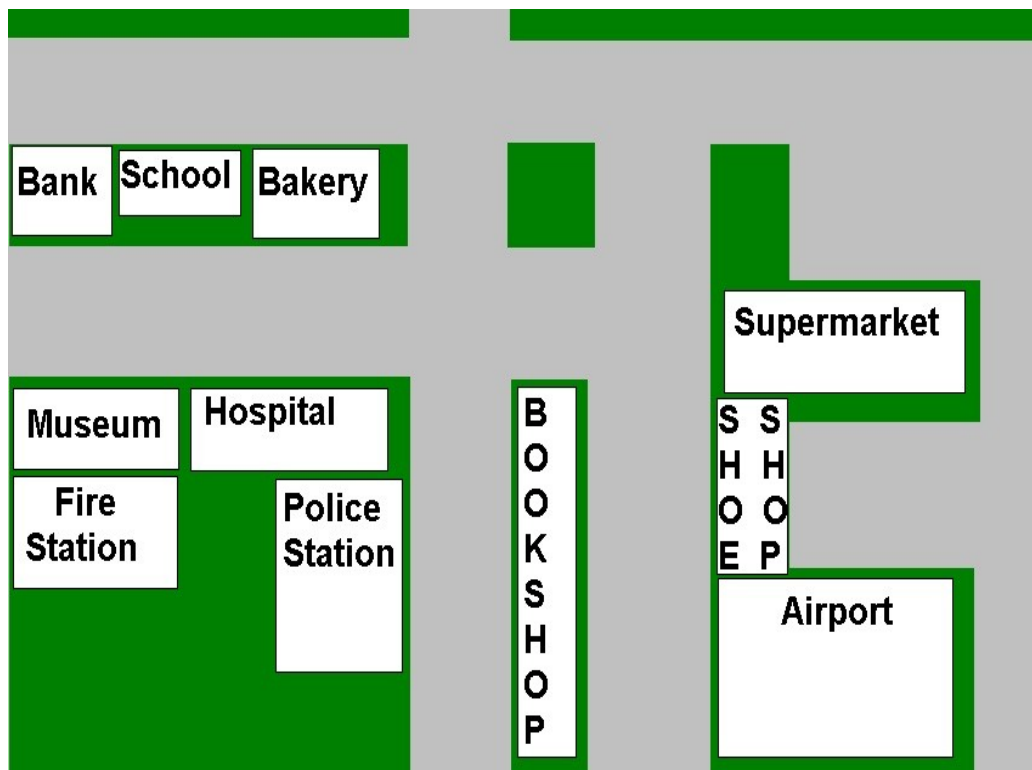 Bank
School
Bakery
Supermarket
Museum
Hospital
Fire
Station
Police
Station
B
O
O
K
S
H
O
P
S S
H H
O O
E P
Airport